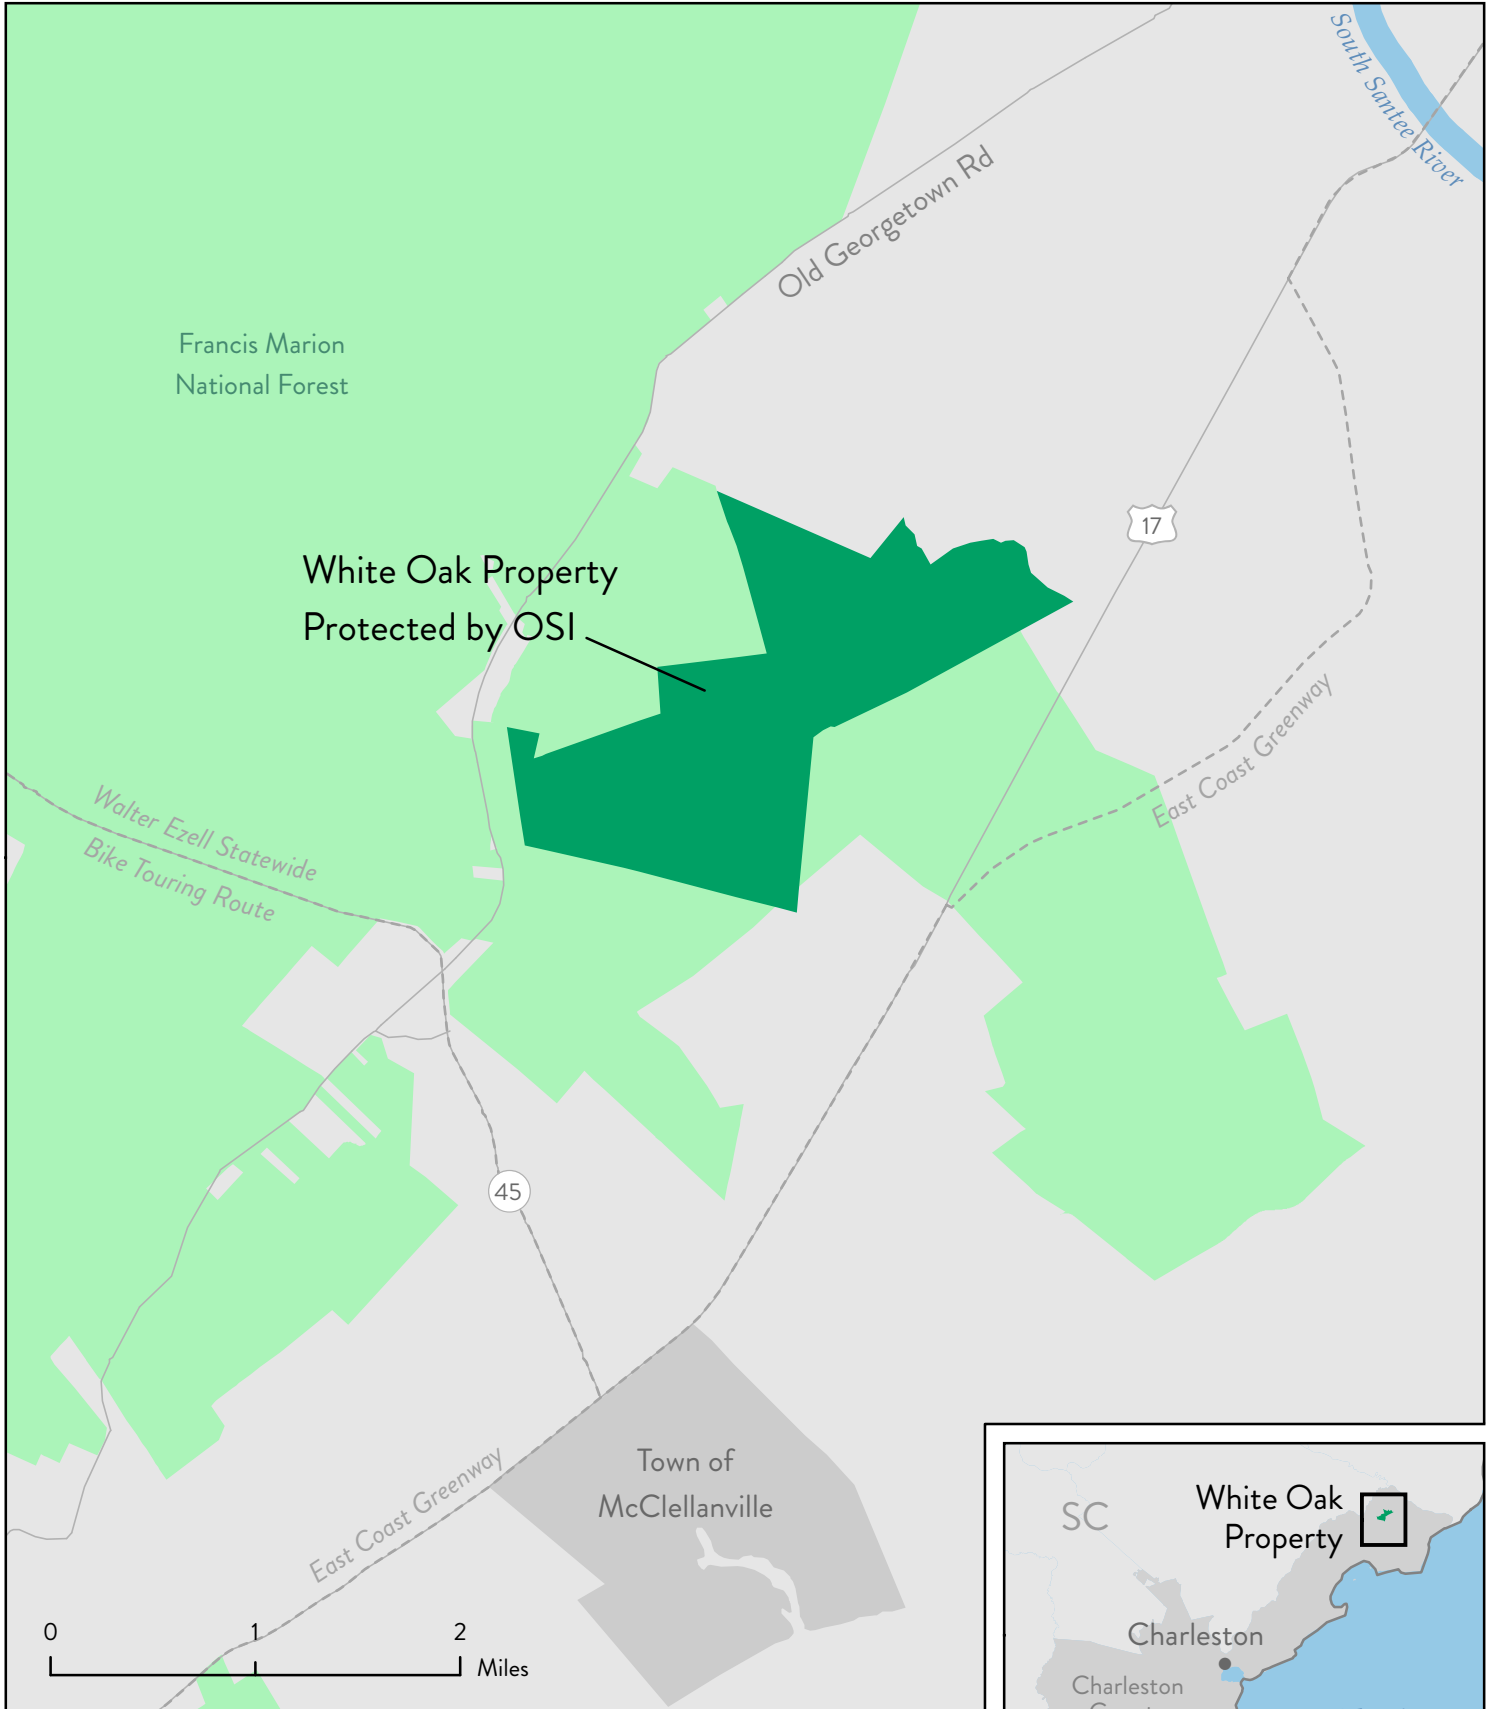 South Santee River
Old Georgetown Rd
Francis Marion
National Forest
17
White Oak Property
Protected by OSI
East Coast Greenway
Walter Ezell Statewide
Bike Touring Route
45
Town of
McClellanville
East Coast Greenway
0 1 2
Miles
SC
White Oak
Property
Charleston
Charleston